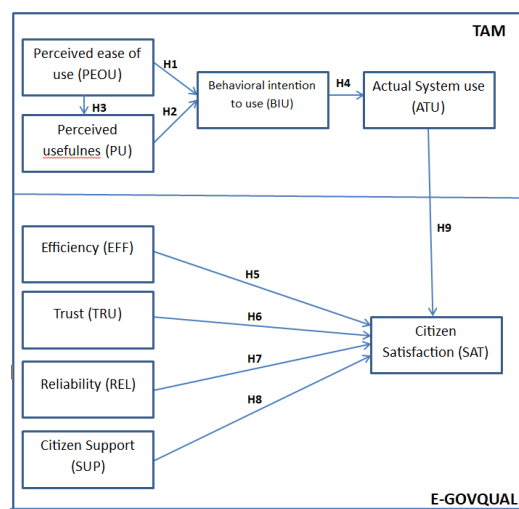 TAM
Perceived ease of
use (PEOU)
H1
H3
H2
Perceived
usefulnes (PU)
Behavioral intention
to use (BIU)
H4
Actual System use
(ATU)
H9
Efficiency (EFF)
H5
Trust (TRU)
H6
Citizen
Satisfaction (SAT)
Reliability (REL)
H7
H8
Citizen Support
(SUP)
E-GOVQUAL